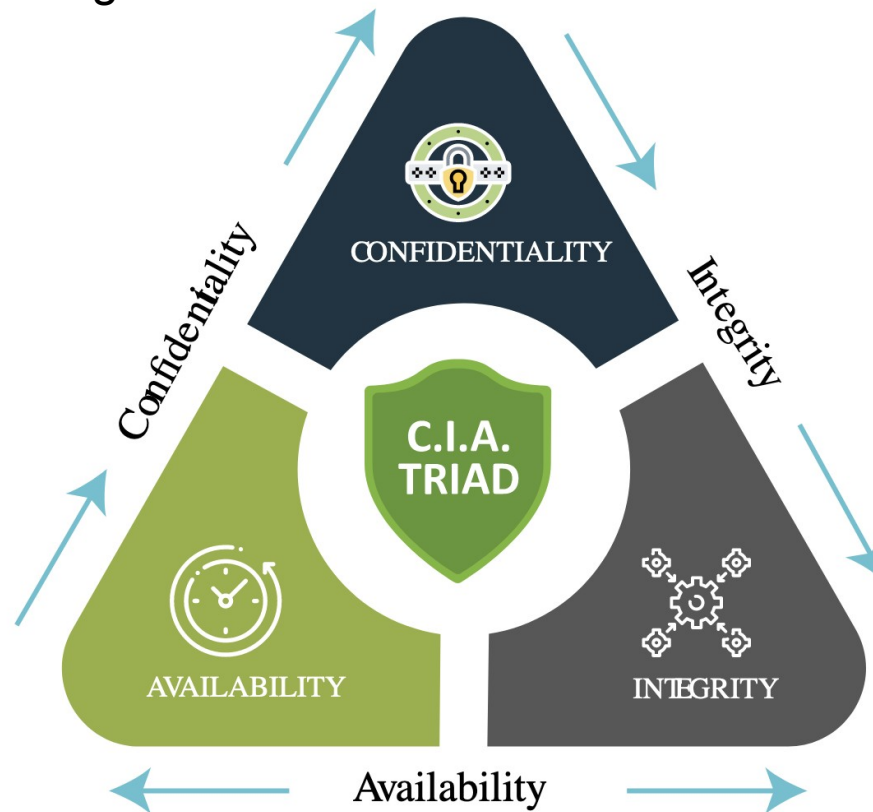 g
CONFIDENTIALITY
Confidentiality
Integrity
C.I.A.
TRIAD
AVAILABILITY
INTEGRITY
Availability